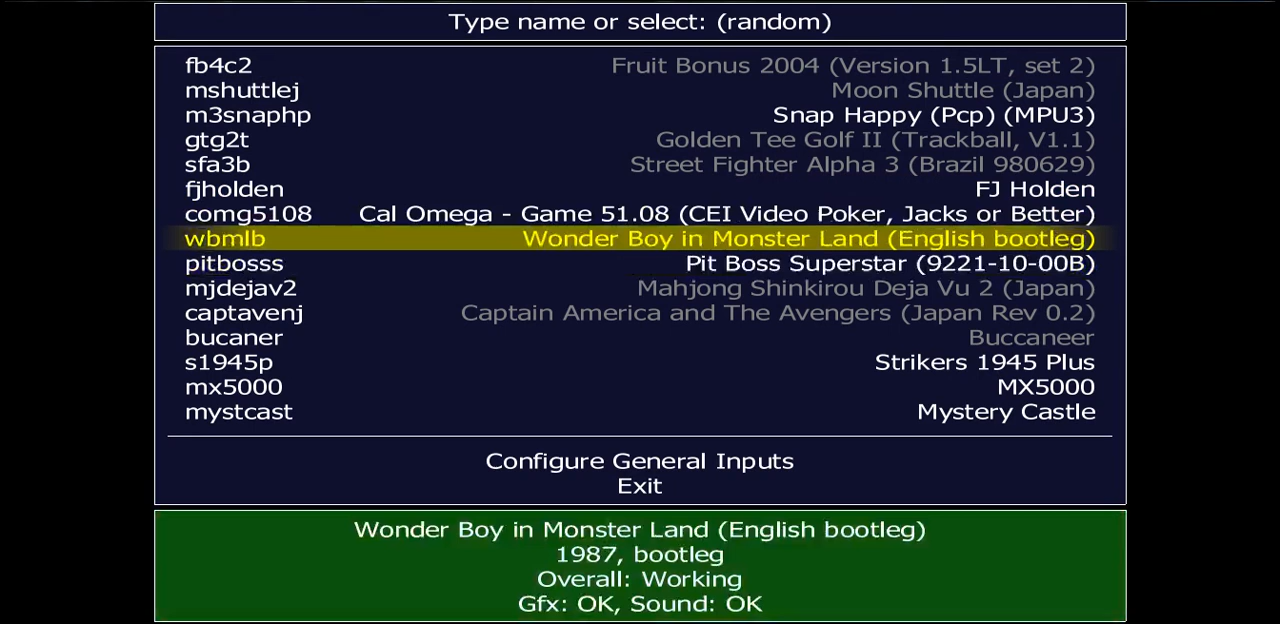 Type name or select: (random)
fb4c2 Fruit Bonus 2004 (Version 1.5LT, set 2)
mshuttlej Moon Shuttle (Japan)
m3snaphp Snap Happy (Pcp) (MPU3)
gtg2t Golden Tee Golf II (Trackball, V1.1)
sfa3b Street Fighter Alpha 3 (Brazil 980629)
fjholden FJ Holden
comg5108 Cal Omega - Game 51.08 (CEI Video Poker, Jacks or Better)
wbmlb Wonder Boy in Monster Land (English bootleg)
pitbosss Pit Boss Superstar (9221-10-00B)
mjdejav2 Mahjong Shinkirou Deja Vu 2 (Japan)
captavenj Captain America and The Avengers (Japan Rev 0.2)
bucaner Buccaneer
s1945p Strikers 1945 Plus
mx5000 MX5000
mystcast Mystery Castle
Configure General Inputs
Exit
Wonder Boy in Monster Land (English bootleg)
1987, bootleg
Overall: Working
Gfx: OK, Sound: OK